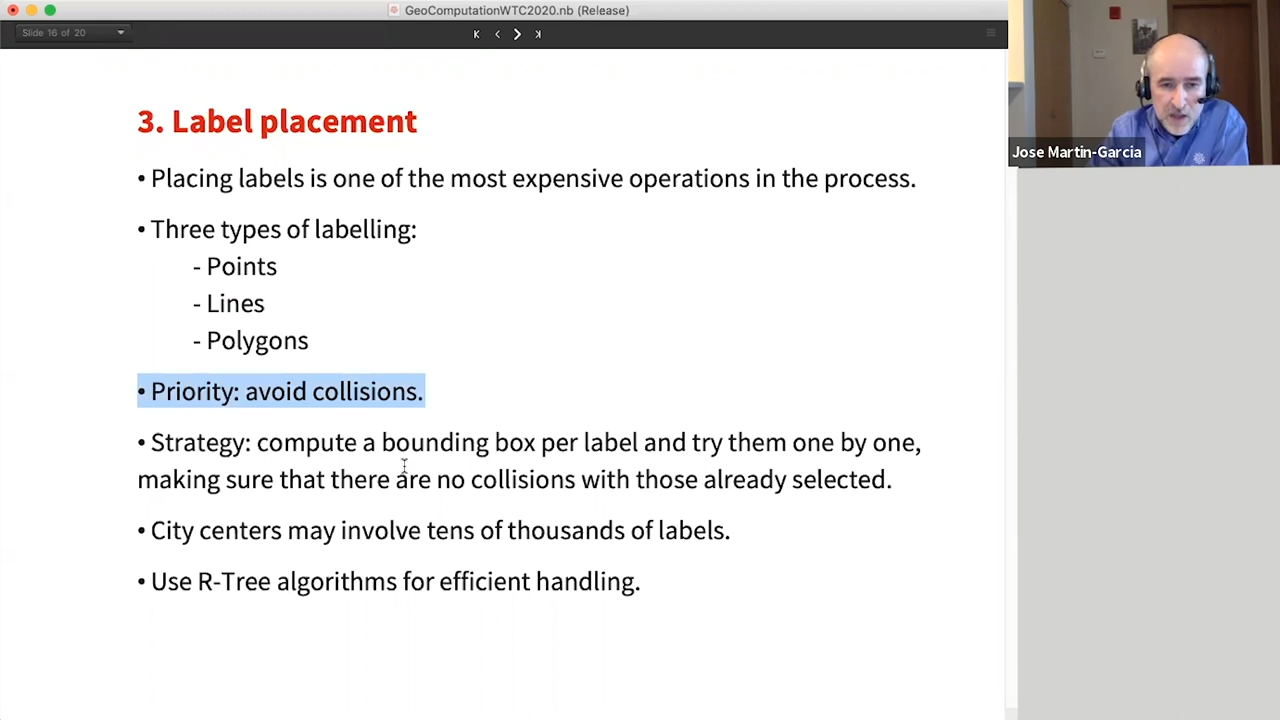 GeoComputationWTC2020.nb (Release)
Slide 16 of 20
3. Label placement
• Placing labels is one of the most expensive operations in the process.
• Three types of labelling:
- Points
- Lines
- Polygons
• Priority: avoid collisions.
• Strategy: compute a bounding box per label and try them one by one,
making sure that there are no collisions with those already selected.
• City centers may involve tens of thousands of labels.
• Use R-Tree algorithms for efficient handling.
Jose Martin-Garcia